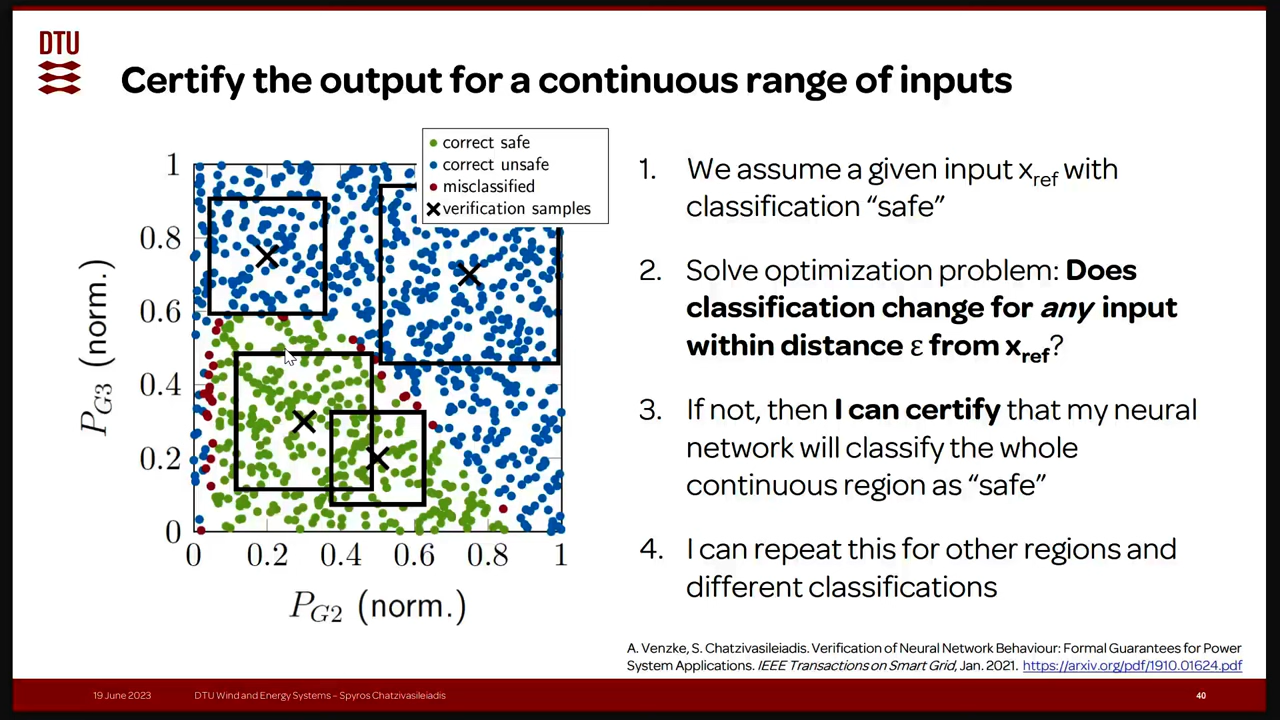 DTU
Certify the output for a continuous range of inputs
correct safe
correct unsafe
misclassified
verification samples
1
0.8
0.6
0.4
0.2
0
0 0.2 0.4 0.6 0.8 1
P_G3 (norm.)
P_G2 (norm.)
1. We assume a given input x_ref with
classification “safe”
2. Solve optimization problem: Does
classification change for any input
within distance ε from x_ref?
3. If not, then I can certify that my neural
network will classify the whole
continuous region as “safe”
4. I can repeat this for other regions and
different classifications
A. Venzke, S. Chatzivasileiadis. Verification of Neural Network Behaviour: Formal Guarantees for Power
System Applications. IEEE Transactions on Smart Grid, Jan. 2021. https://arxiv.org/pdf/1910.01624.pdf
19 June 2023 DTU Wind and Energy Systems – Spyros Chatzivasileiadis 40